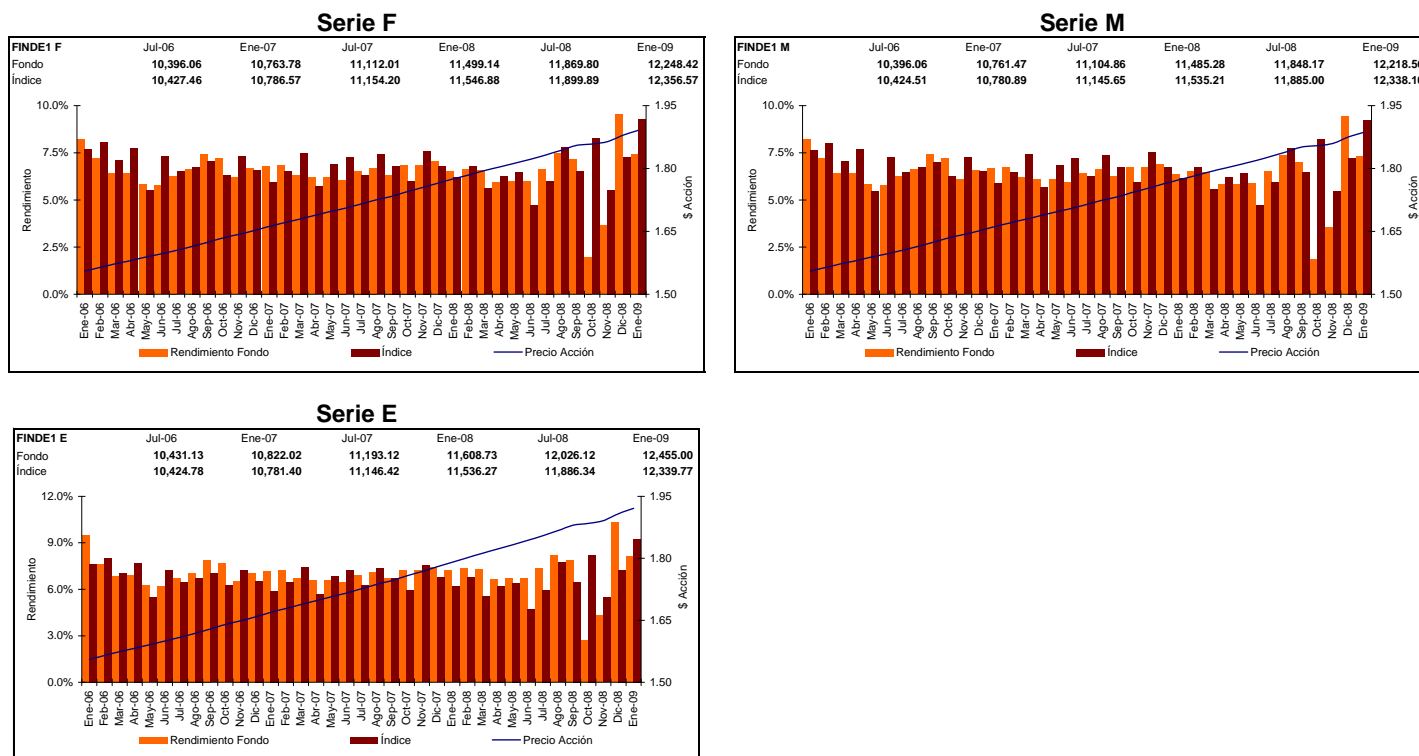 Serie F
FINDE1 F Jul-06 Ene-07 Jul-07 Ene-08 Jul-08 Ene-09
Fondo 10,396.06 10,763.78 11,112.01 11,499.14 11,869.80 12,248.42
Índice 10,427.46 10,786.57 11,154.20 11,546.88 11,899.89 12,356.57
10.0% 1.95
7.5% 1.80
5.0% 1.65
2.5%
0.0% 1.50
Rendimiento
$ Acción
Ene-06 Feb-06 Mar-06 Abr-06 May-06 Jun-06 Jul-06 Ago-06 Sep-06 Oct-06 Nov-06 Dic-06 Ene-07 Feb-07 Mar-07 Abr-07 May-07 Jun-07 Jul-07 Ago-07 Sep-07 Oct-07 Nov-07 Dic-07 Ene-08 Feb-08 Mar-08 Abr-08 May-08 Jun-08 Jul-08 Ago-08 Sep-08 Oct-08 Nov-08 Dic-08 Ene-09
Rendimiento Fondo Índice Precio Acción
Serie M
FINDE1 M Jul-06 Ene-07 Jul-07 Ene-08 Jul-08 Ene-09
Fondo 10,396.06 10,761.47 11,104.86 11,485.28 11,848.17
Índice 10,424.51 10,780.89 11,145.65 11,535.21 11,885.00
10.0% 1.95
7.5% 1.80
5.0% 1.65
2.5%
0.0% 1.50
Rendimiento
$ Acción
Ene-06 Feb-06 Mar-06 Abr-06 May-06 Jun-06 Jul-06 Ago-06 Sep-06 Oct-06 Nov-06 Dic-06 Ene-07 Feb-07 Mar-07 Abr-07 May-07 Jun-07 Jul-07 Ago-07 Sep-07 Oct-07 Nov-07 Dic-07 Ene-08 Feb-08 Mar-08 Abr-08 May-08 Jun-08 Jul-08 Ago-08 Sep-08 Oct-08 Nov-08 Dic-08 Ene-09
Rendimiento Fondo Índice Precio Acción
Serie E
FINDE1 E Jul-06 Ene-07 Jul-07 Ene-08 Jul-08 Ene-09
Fondo 10,431.13 10,822.02 11,193.12 11,608.73 12,026.12 12,455.00
Índice 10,424.78 10,781.40 11,146.42 11,536.27 11,886.34 12,339.77
12.0% 1.95
9.0% 1.80
6.0% 1.65
3.0%
0.0% 1.50
Rendimiento
$ Acción
Ene-06 Feb-06 Mar-06 Abr-06 May-06 Jun-06 Jul-06 Ago-06 Sep-06 Oct-06 Nov-06 Dic-06 Ene-07 Feb-07 Mar-07 Abr-07 May-07 Jun-07 Jul-07 Ago-07 Sep-07 Oct-07 Nov-07 Dic-07 Ene-08 Feb-08 Mar-08 Abr-08 May-08 Jun-08 Jul-08 Ago-08 Sep-08 Oct-08 Nov-08 Dic-08 Ene-09
Rendimiento Fondo Índice Precio Acción